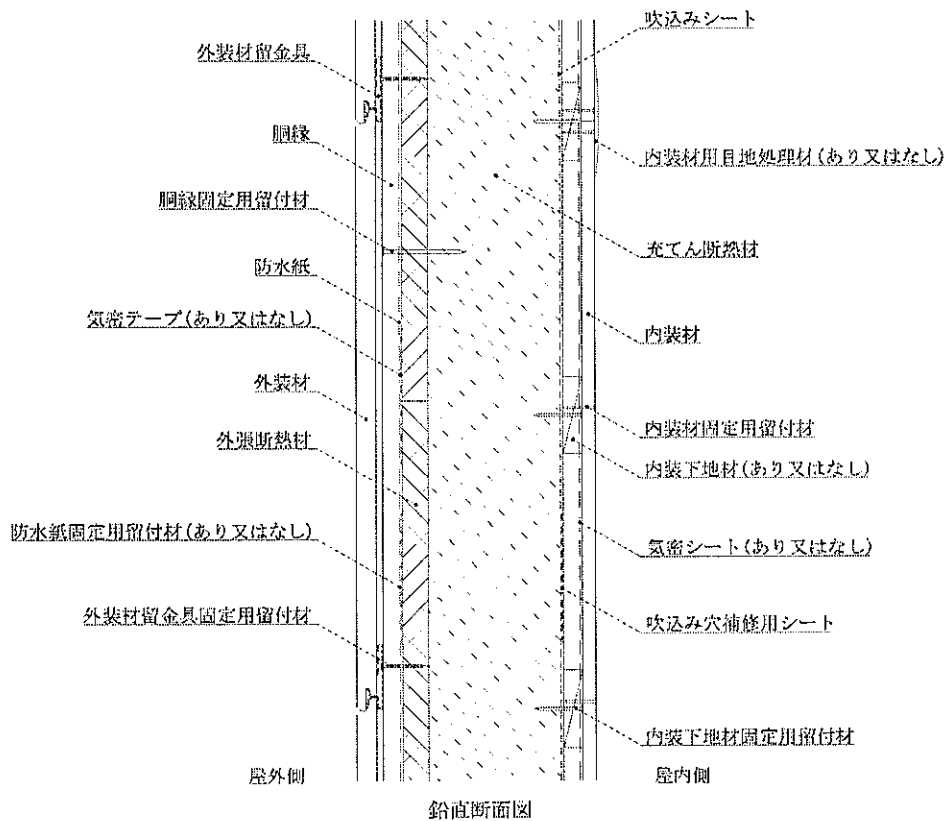 外装材留金具
胴縁
胴縁固定用留付材
防水紙
気密テープ(あり又はなし)
外装材
外張断熱材
防水紙固定用留付材(あり又はなし)
外装材留金具固定用留付材
屋外側
吹込みシート
内装材用目地処理材(あり又はなし)
充てん断熱材
内装材
内装材固定用留付材
内装下地材(あり又はなし)
気密シート(あり又はなし)
吹込み穴補修用シート
内装下地材固定用留付材
屋内側
鉛直断面図